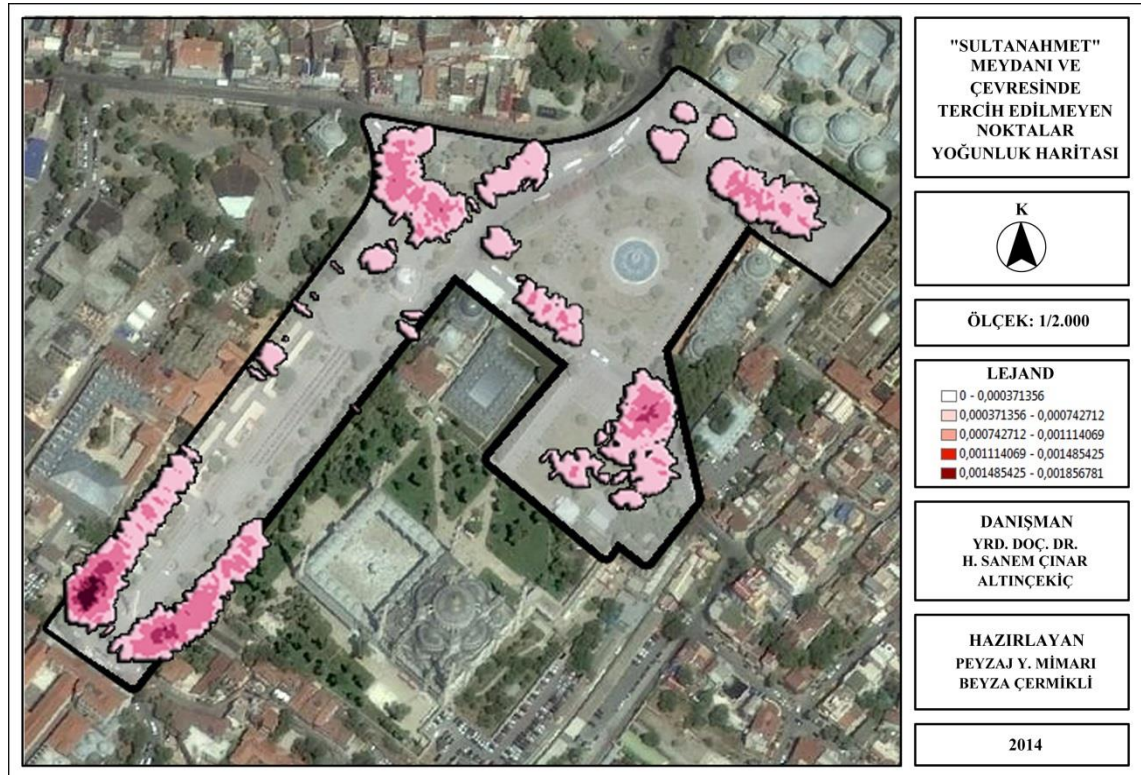 "SULTANAHMET"
MEYDANI VE
ÇEVRESİNDE
TERCİH EDİLMEYEN
NOKTALAR
YOĞUNLUK HARİTASI
K
ÖLÇEK: 1/2.000
LEJAND
0 - 0,000371356
0,000371356 - 0,000742712
0,000742712 - 0,001114069
0,001114069 - 0,001485425
0,001485425 - 0,001856781
DANIŞMAN
YRD. DOÇ. DR.
H. SANEM ÇINAR
ALTINÇEKİÇ
HAZIRLAYAN
PEYZAJ Y. MİMARI
BEYZA ÇERMİKLİ
2014